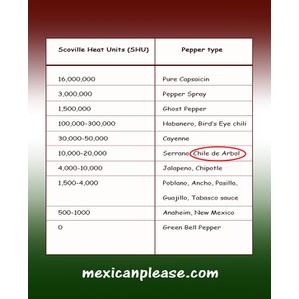 Scoville Heat Units (SHU) Pepper type
16,000,000 Pure Capsaicin
3,000,000 Pepper Spray
1,500,000 Ghost Pepper
100,000-300,000 Habanero, Bird's Eye chili
30,000-50,000 Cayenne
10,000-20,000 Serrano, Chile de Arbol
4,000-10,000 Jalapeno, Chipotle
1,500-4,000 Poblano, Ancho, Pasilla,
Guajillo, Tabasco sauce
500-1000 Anaheim, New Mexico
0 Green Bell Pepper
mexicanplease.com